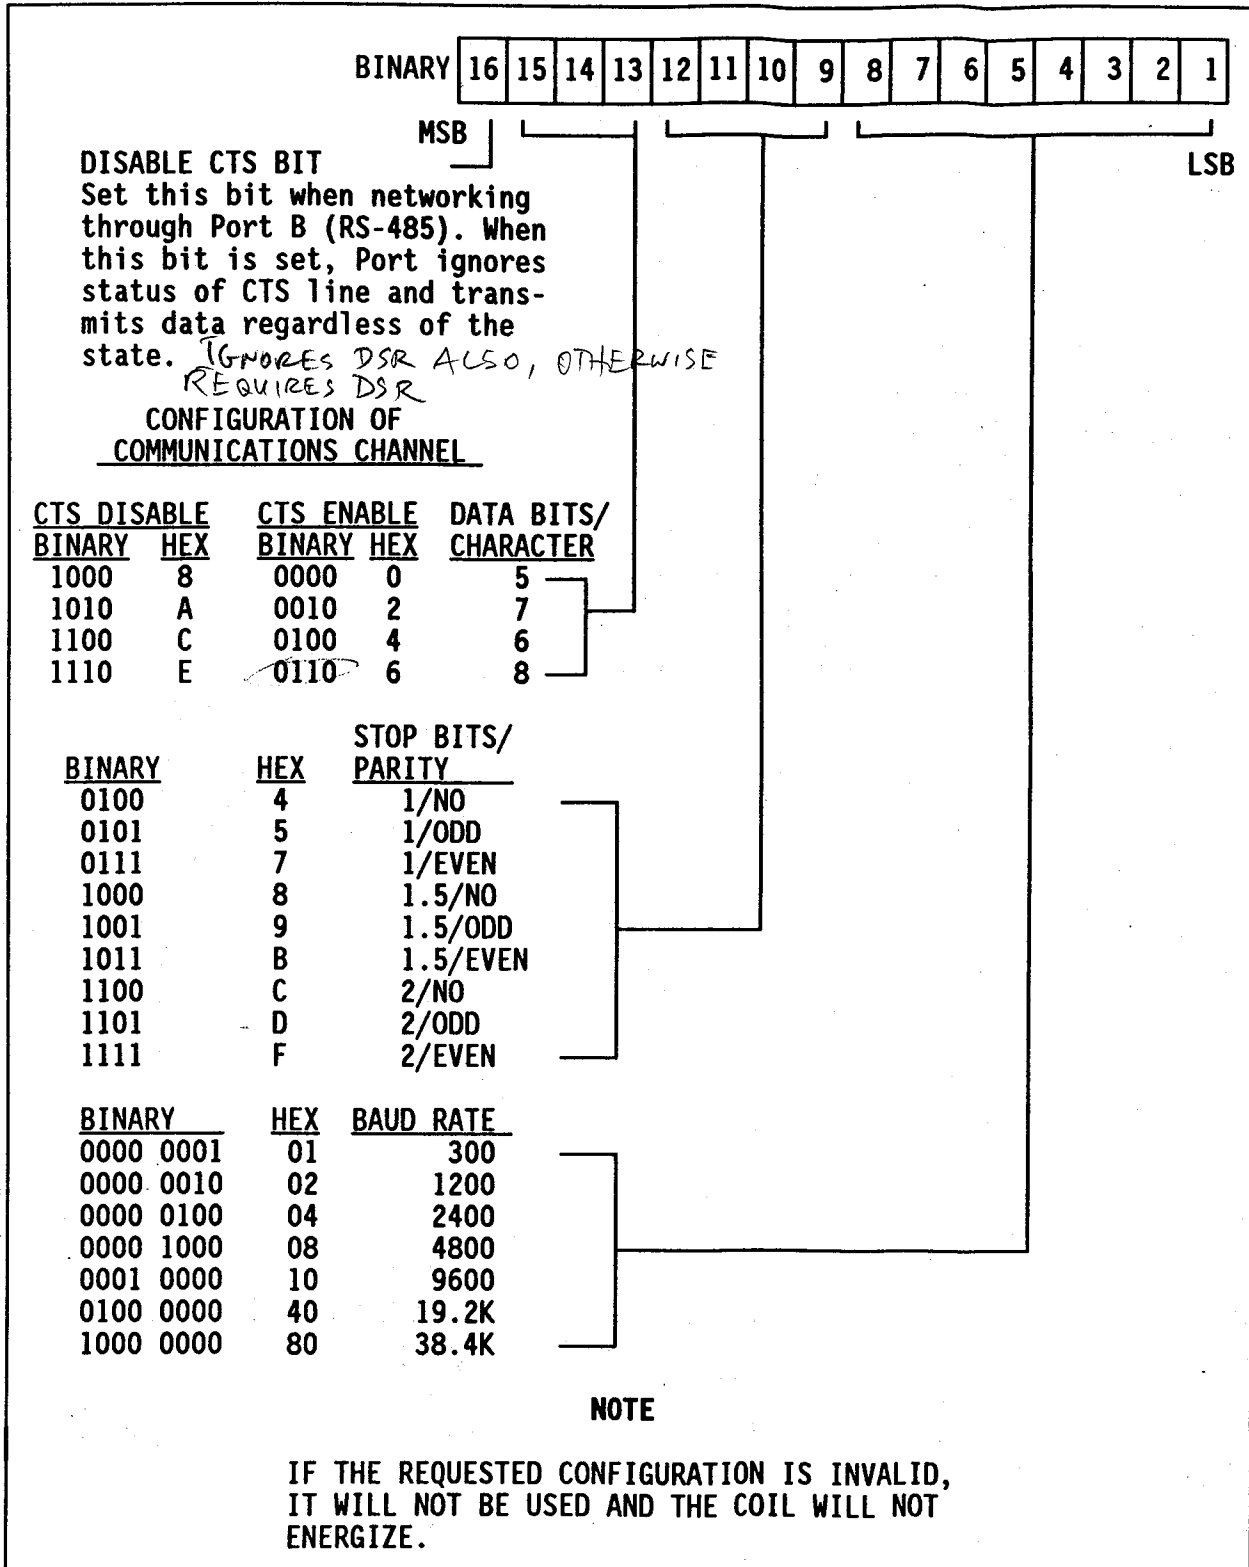 BINARY 16 15 14 13 12 11 10 9 8 7 6 5 4 3 2 1
MSB
LSB
DISABLE CTS BIT
Set this bit when networking
through Port B (RS-485). When
this bit is set, Port ignores
status of CTS line and trans-
mits data regardless of the
state. IGNORES DSR ALSO, OTHERWISE
REQUIRES DSR
CONFIGURATION OF
COMMUNICATIONS CHANNEL
CTS DISABLE CTS ENABLE DATA BITS/
BINARY HEX BINARY HEX CHARACTER
1000 8 0000 0 5
1010 A 0010 2 7
1100 C 0100 4 6
1110 E 0110 6 8
STOP BITS/
BINARY HEX PARITY
0100 4 1/NO
0101 5 1/ODD
0111 7 1/EVEN
1000 8 1.5/NO
1001 9 1.5/ODD
1011 B 1.5/EVEN
1100 C 2/NO
1101 D 2/ODD
1111 F 2/EVEN
BINARY HEX BAUD RATE
0000 0001 01 300
0000 0010 02 1200
0000 0100 04 2400
0000 1000 08 4800
0001 0000 10 9600
0100 0000 40 19.2K
1000 0000 80 38.4K
NOTE
IF THE REQUESTED CONFIGURATION IS INVALID,
IT WILL NOT BE USED AND THE COIL WILL NOT
ENERGIZE.